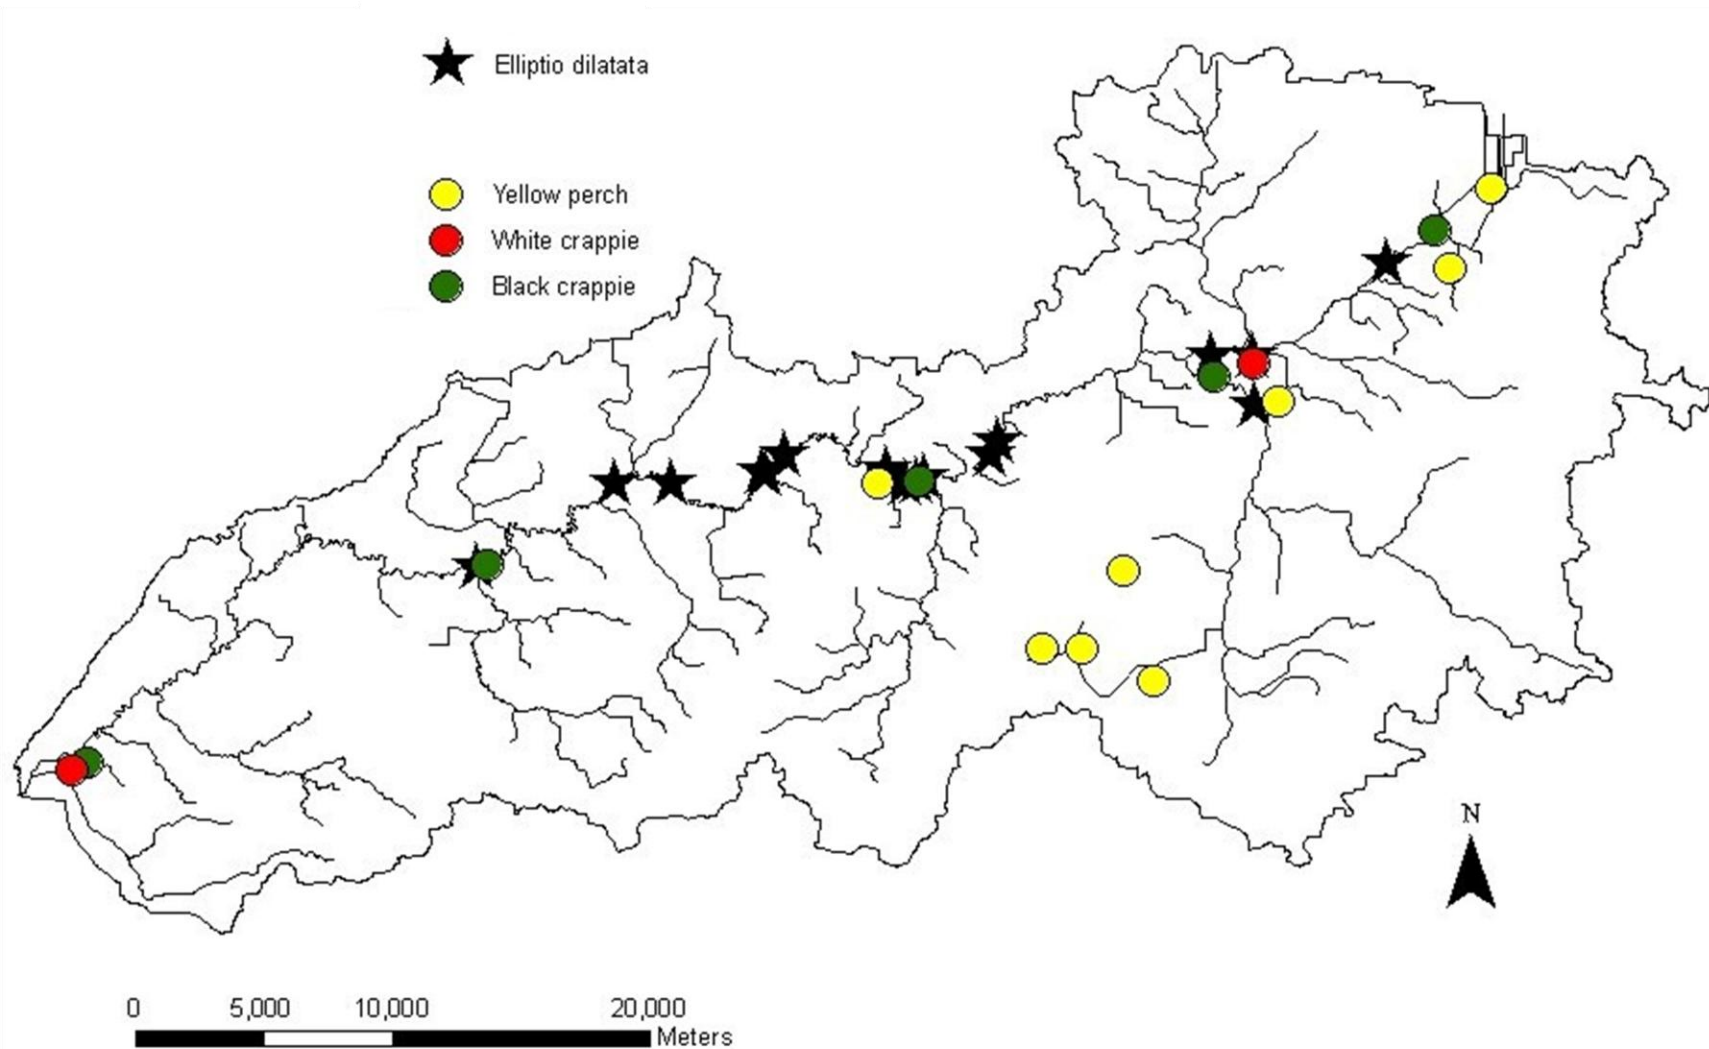 Elliptio dilatata
Yellow perch
White crappie
Black crappie
N
0 5,000 10,000 20,000
Meters